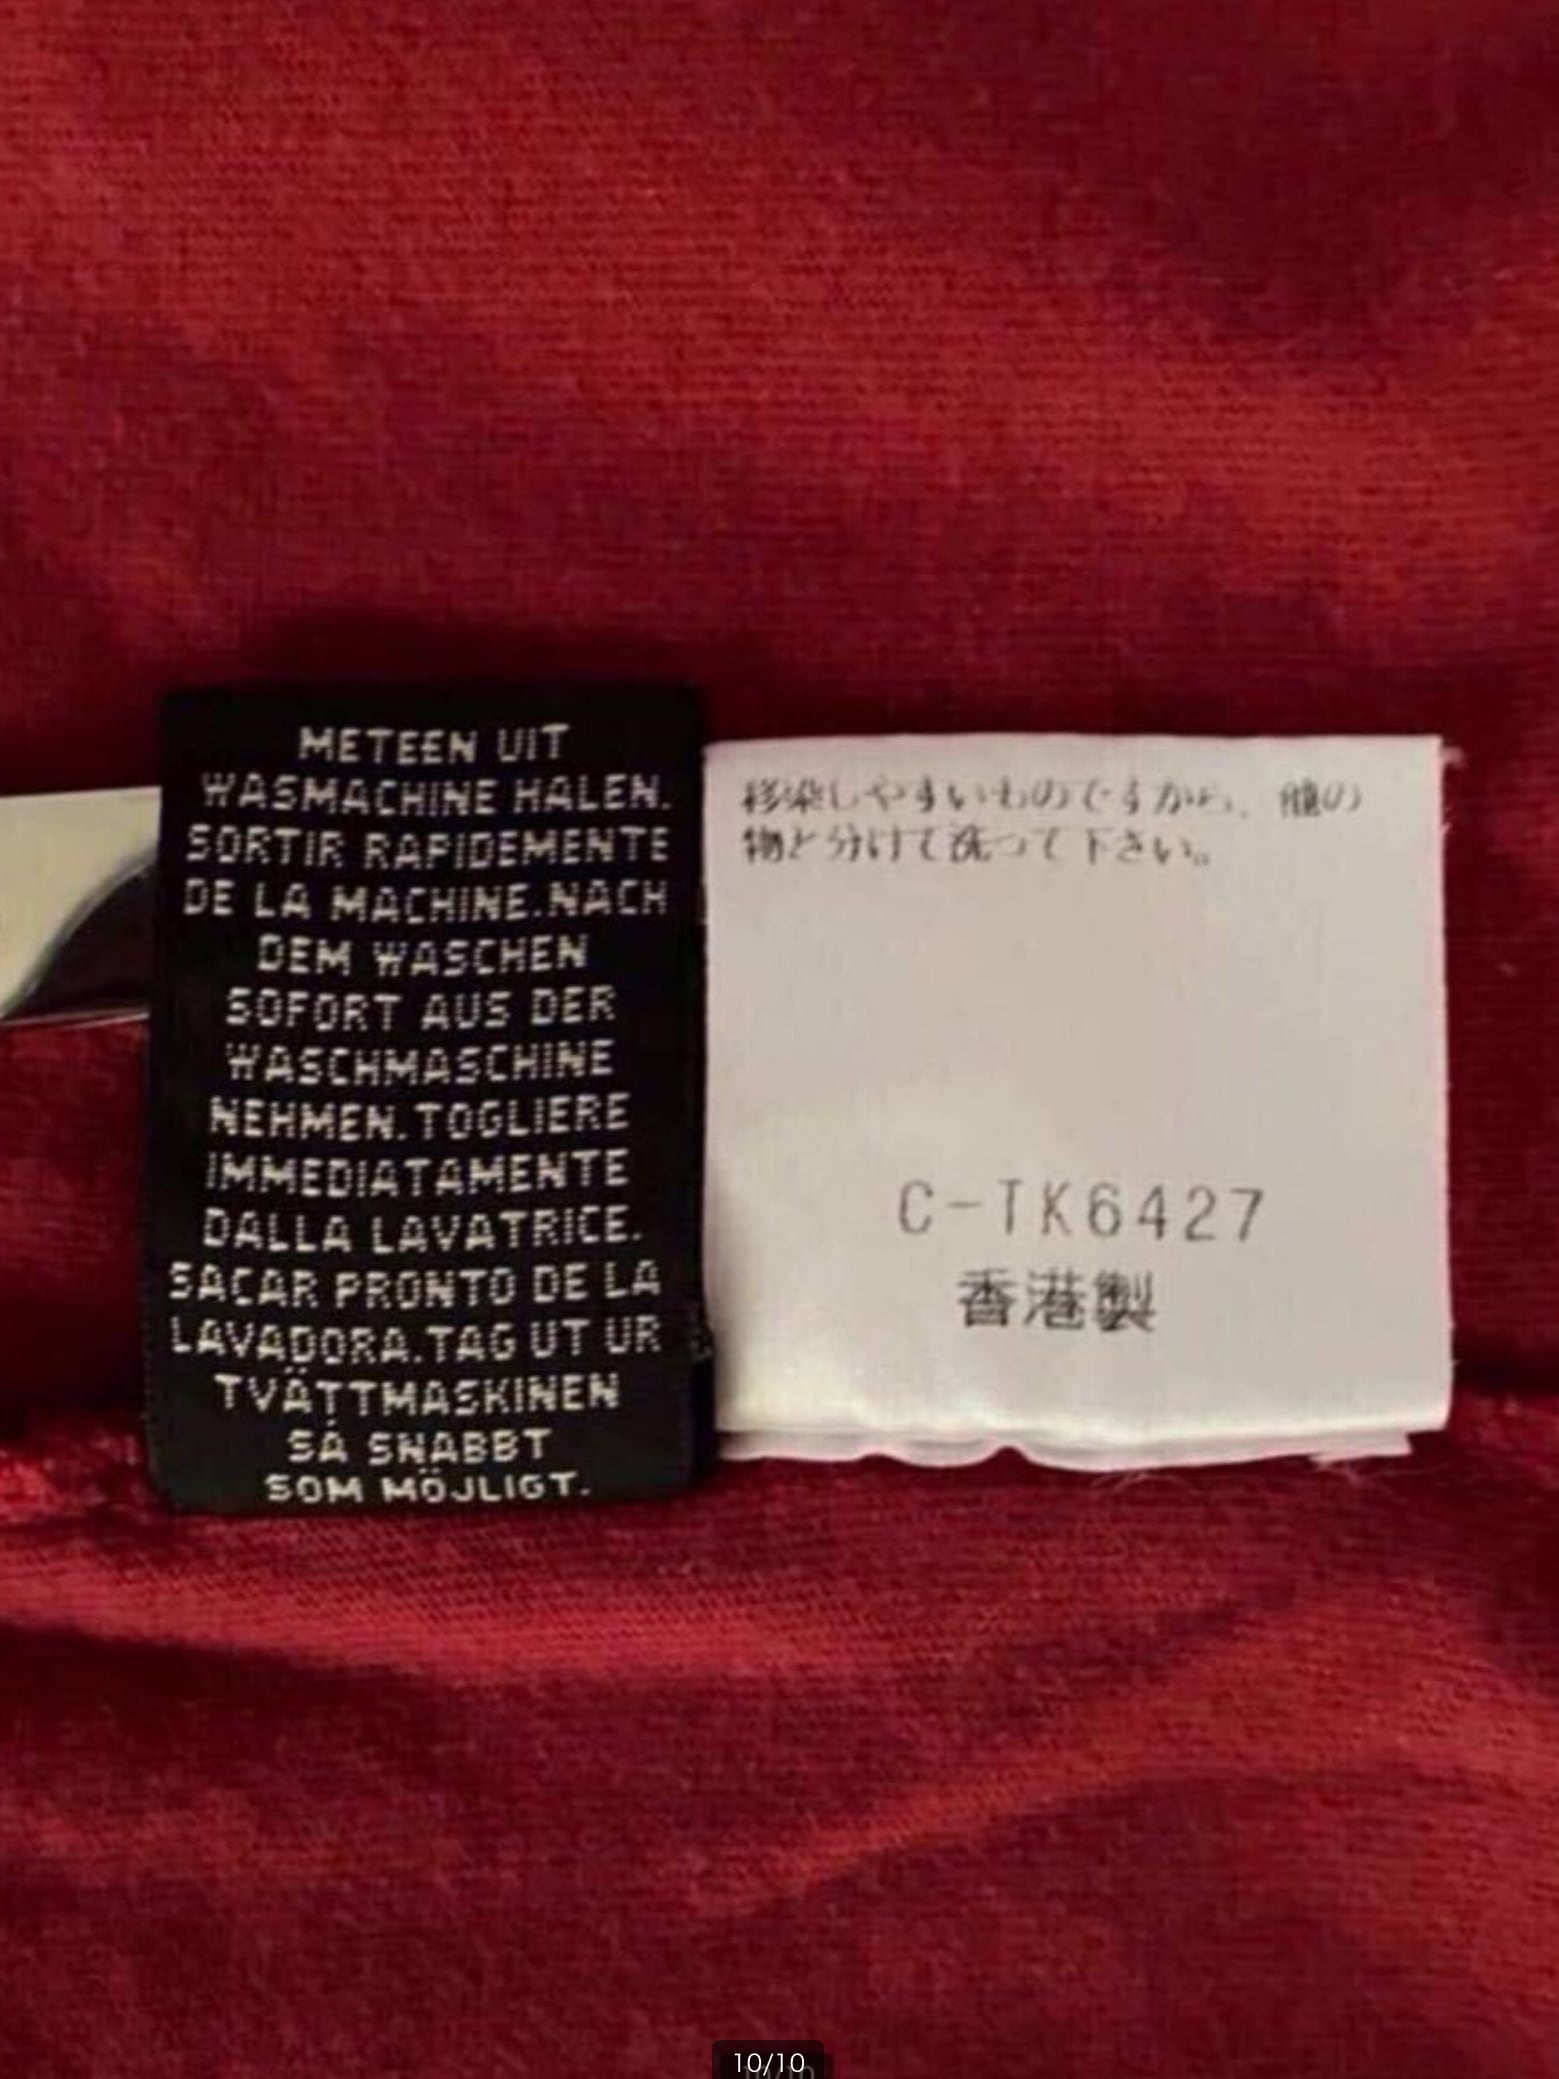 METEEN UIT
WASMACHINE HALEN.
SORTIR RAPIDEMENTE
DE LA MACHINE.NACH
DEM WASCHEN
SOFORT AUS DER
WASCHMASCHINE
NEHMEN.TOGLIERE
IMMEDIATAMENTE
DALLA LAVATRICE.
SACAR PRONTO DE LA
LAVADORA.TAG UT UR
TVÄTTMASKINEN
SÅ SNABBT
SOM MÖJLIGT.
移染しやすいものですから、他の
物と分けて洗って下さい。
C-TK6427
香港製
10/10